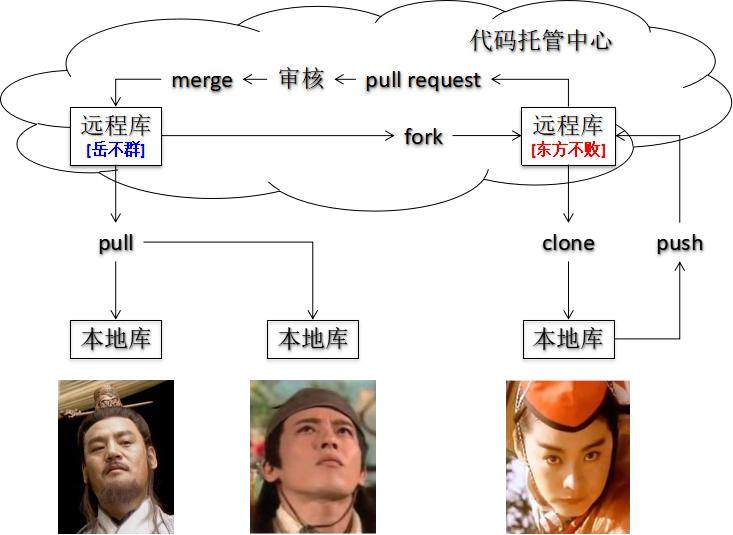 代码托管中心
merge
审核
pull request
远程库
[岳不群]
fork
远程库
[东方不败]
pull
clone
push
本地库
本地库
本地库